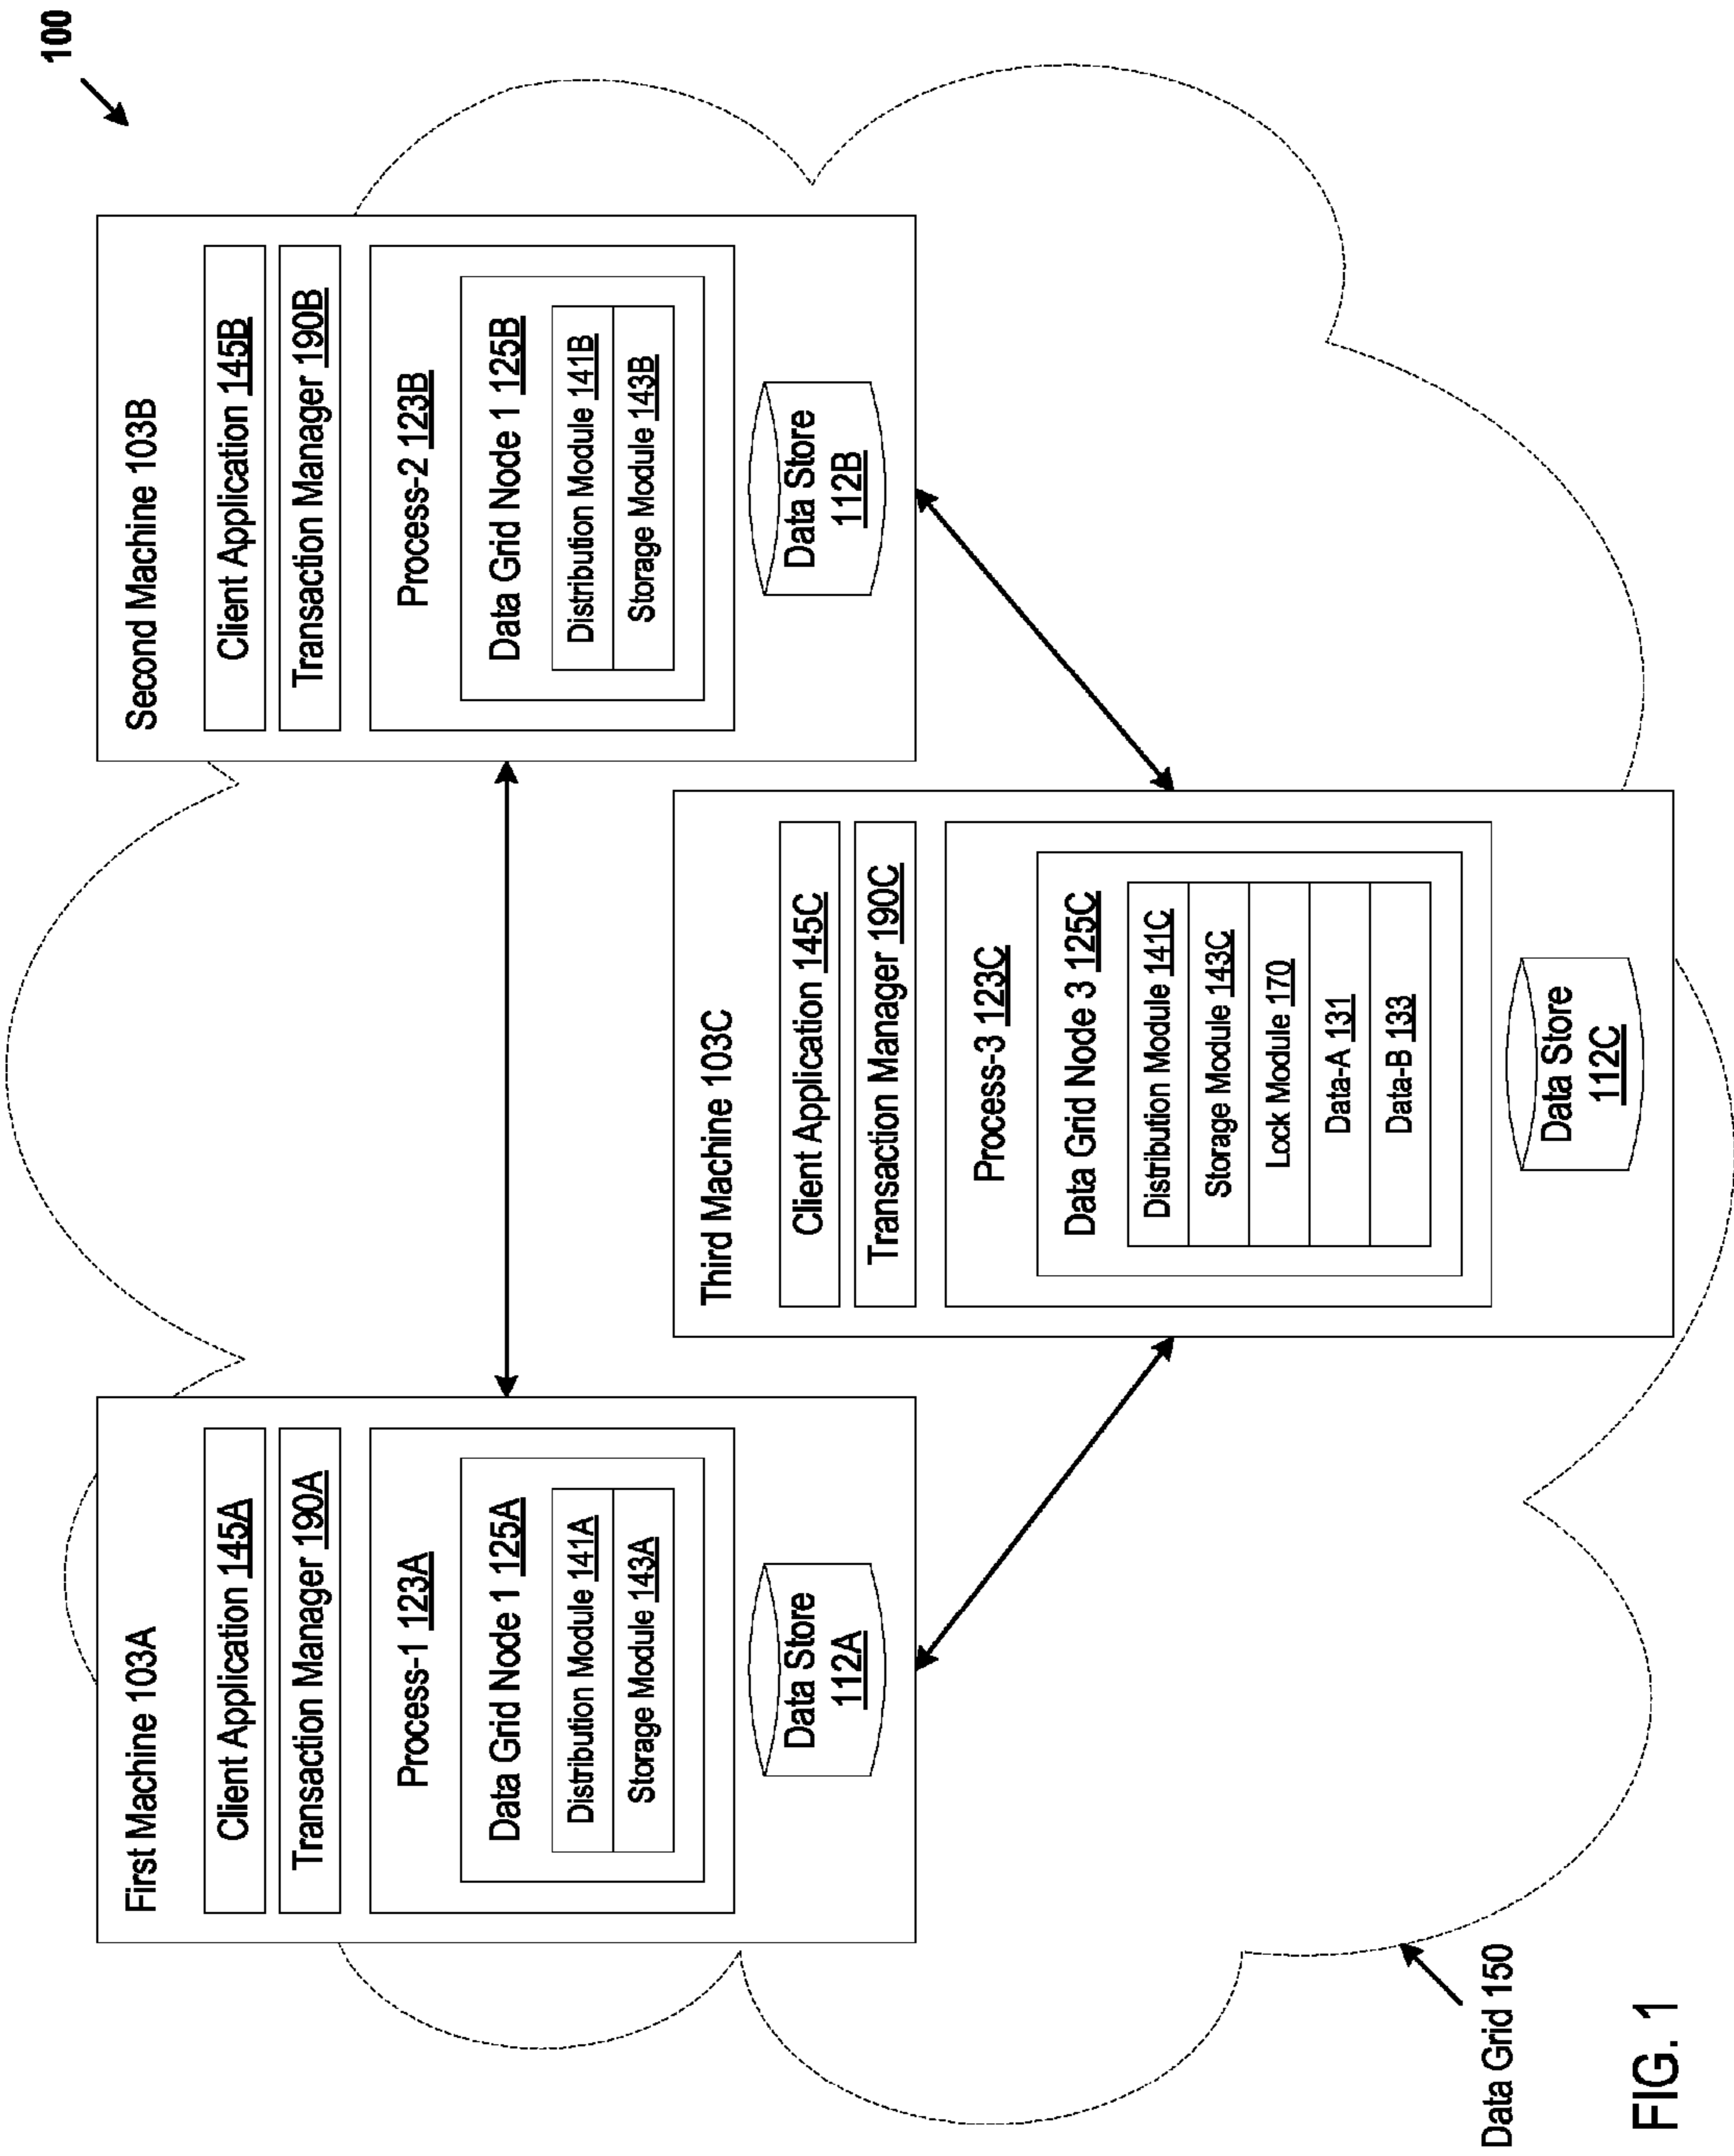 100
First Machine 103A
Client Application 145A
Transaction Manager 190A
Process-1 123A
Data Grid Node 1 125A
Distribution Module 141A
Storage Module 143A
Data Store
112A
Second Machine 103B
Client Application 145B
Transaction Manager 190B
Process-2 123B
Data Grid Node 1 125B
Distribution Module 141B
Storage Module 143B
Data Store
112B
Third Machine 103C
Client Application 145C
Transaction Manager 190C
Process-3 123C
Data Grid Node 3 125C
Distribution Module 141C
Storage Module 143C
Lock Module 170
Data-A 131
Data-B 133
Data Store
112C
Data Grid 150
FIG. 1